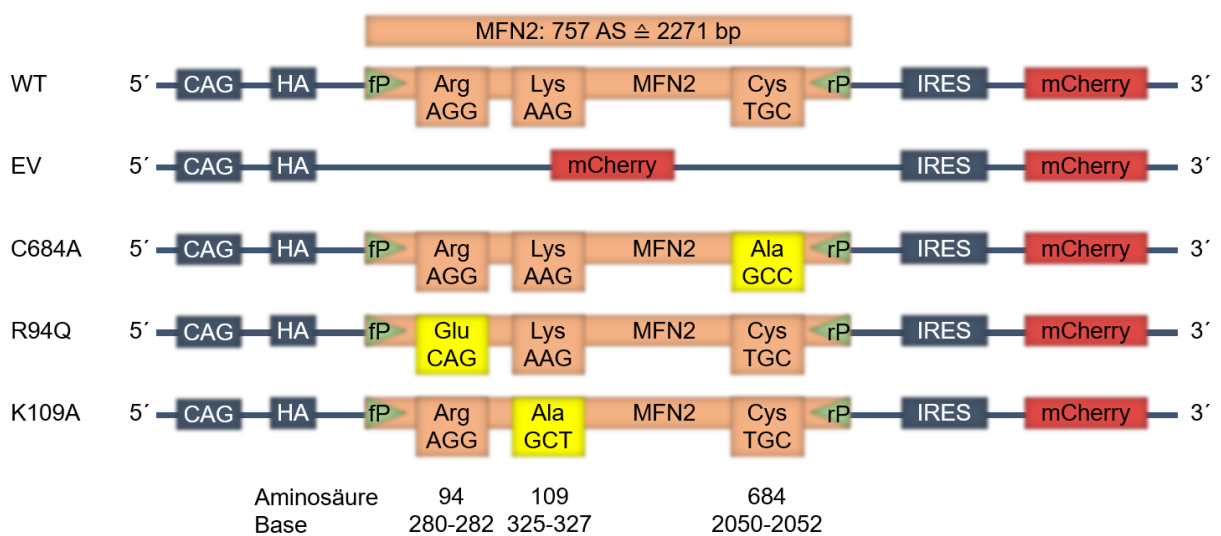 MFN2: 757 AS ≙ 2271 bp
WT 5´ CAG HA fP Arg Lys MFN2 Cys rP IRES mCherry 3´
AGG AAG TGC
EV 5´ CAG HA mCherry IRES mCherry 3´
C684A 5´ CAG HA fP Arg Lys MFN2 Ala rP IRES mCherry 3´
AGG AAG GCC
R94Q 5´ CAG HA fP Glu Lys MFN2 Cys rP IRES mCherry 3´
CAG AAG TGC
K109A 5´ CAG HA fP Arg Ala MFN2 Cys rP IRES mCherry 3´
AGG GCT TGC
Aminosäure 94 109 684
Base 280-282 325-327 2050-2052